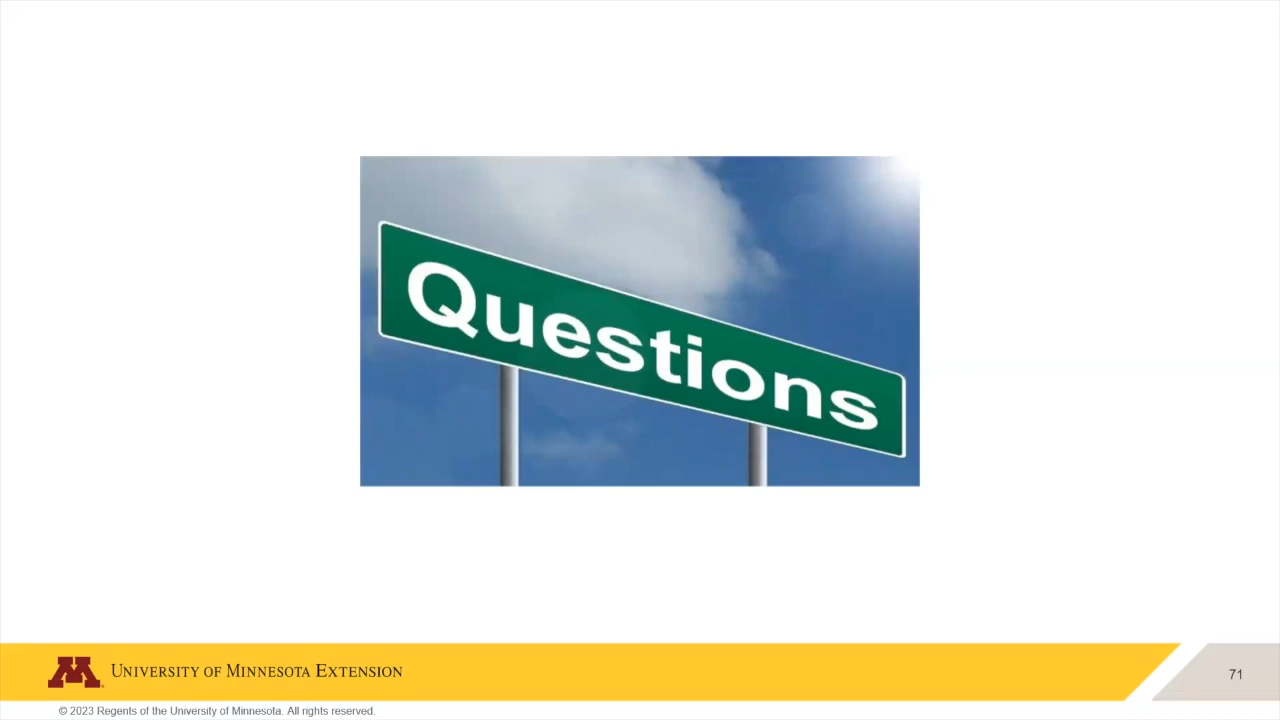 Questions
University of Minnesota Extension
71
© 2023 Regents of the University of Minnesota. All rights reserved.